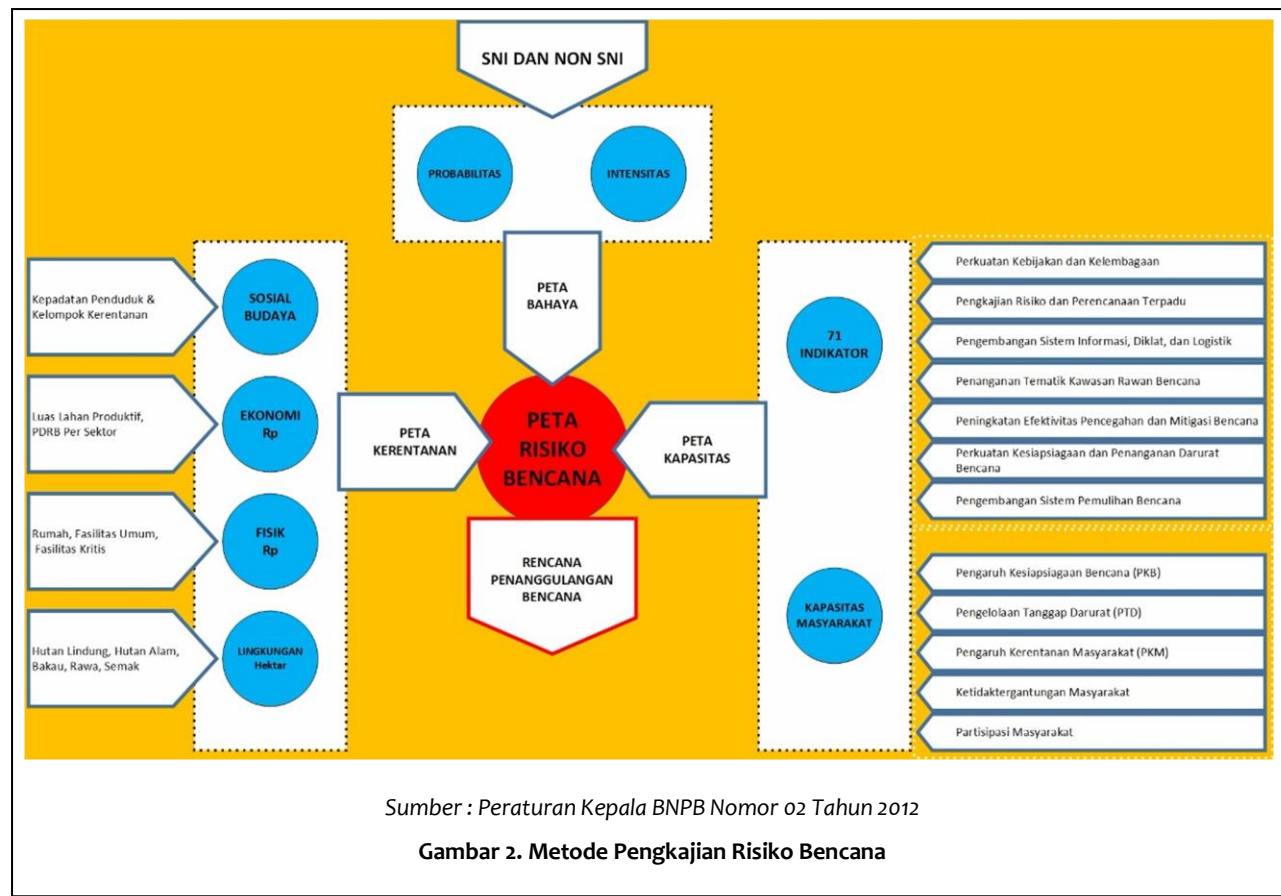 SNI DAN NON SNI
PROBABILITAS
INTENSITAS
PETA
BAHAYA
Kepadatan Penduduk &
Kelompok Kerentanan
SOSIAL
BUDAYA
Luas Lahan Produktif,
PDRB Per Sektor
EKONOMI
Rp
Rumah, Fasilitas Umum,
Fasilitas Kritis
FISIK
Rp
Hutan Lindung, Hutan Alam,
Bakau, Rawa, Semak
LINGKUNGAN
Hektar
PETA
KERENTANAN
PETA
RISIKO
BENCANA
PETA
KAPASITAS
RENCANA
PENANGGULANGAN
BENCANA
71
INDIKATOR
Perkuatan Kebijakan dan Kelembagaan
Pengkajian Risiko dan Perencanaan Terpadu
Pengembangan Sistem Informasi, Diklat, dan Logistik
Penanganan Tematik Kawasan Rawan Bencana
Peningkatan Efektivitas Pencegahan dan Mitigasi Bencana
Perkuatan Kesiapsiagaan dan Penanganan Darurat
Bencana
Pengembangan Sistem Pemulihan Bencana
KAPASITAS
MASYARAKAT
Pengaruh Kesiapsiagaan Bencana (PKB)
Pengelolaan Tanggap Darurat (PTD)
Pengaruh Kerentanan Masyarakat (PKM)
Ketidaktergantungan Masyarakat
Partisipasi Masyarakat
Sumber : Peraturan Kepala BNPB Nomor 02 Tahun 2012
Gambar 2. Metode Pengkajian Risiko Bencana